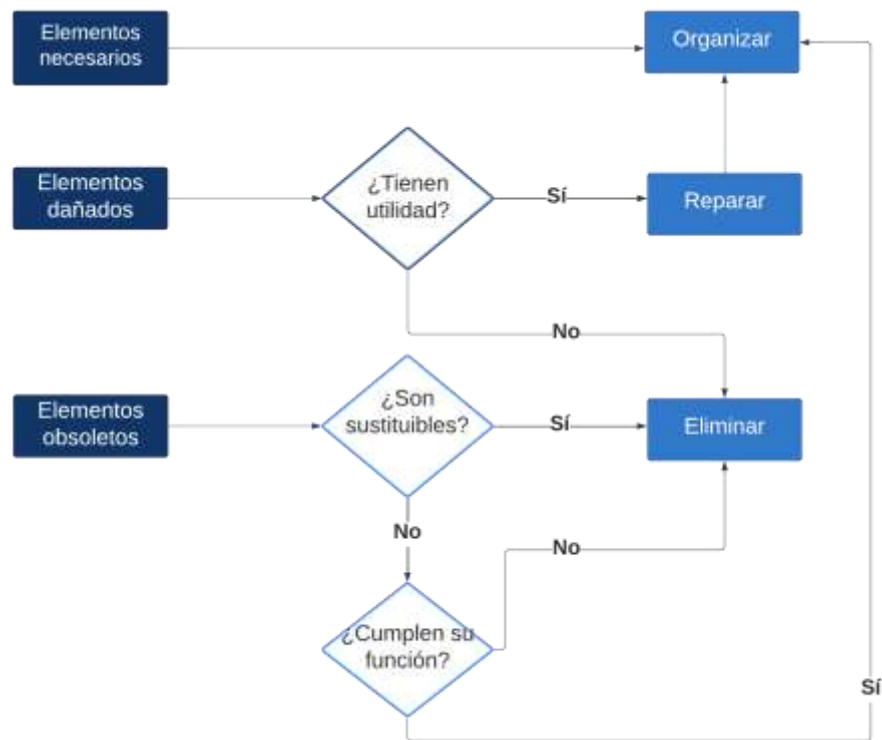 Elementos
necesarios
Organizar
Elementos
dañados
¿Tienen
utilidad?
Sí
Reparar
No
Elementos
obsoletos
¿Son
sustituibles?
Sí
Eliminar
No
No
¿Cumplen su
función?
Sí